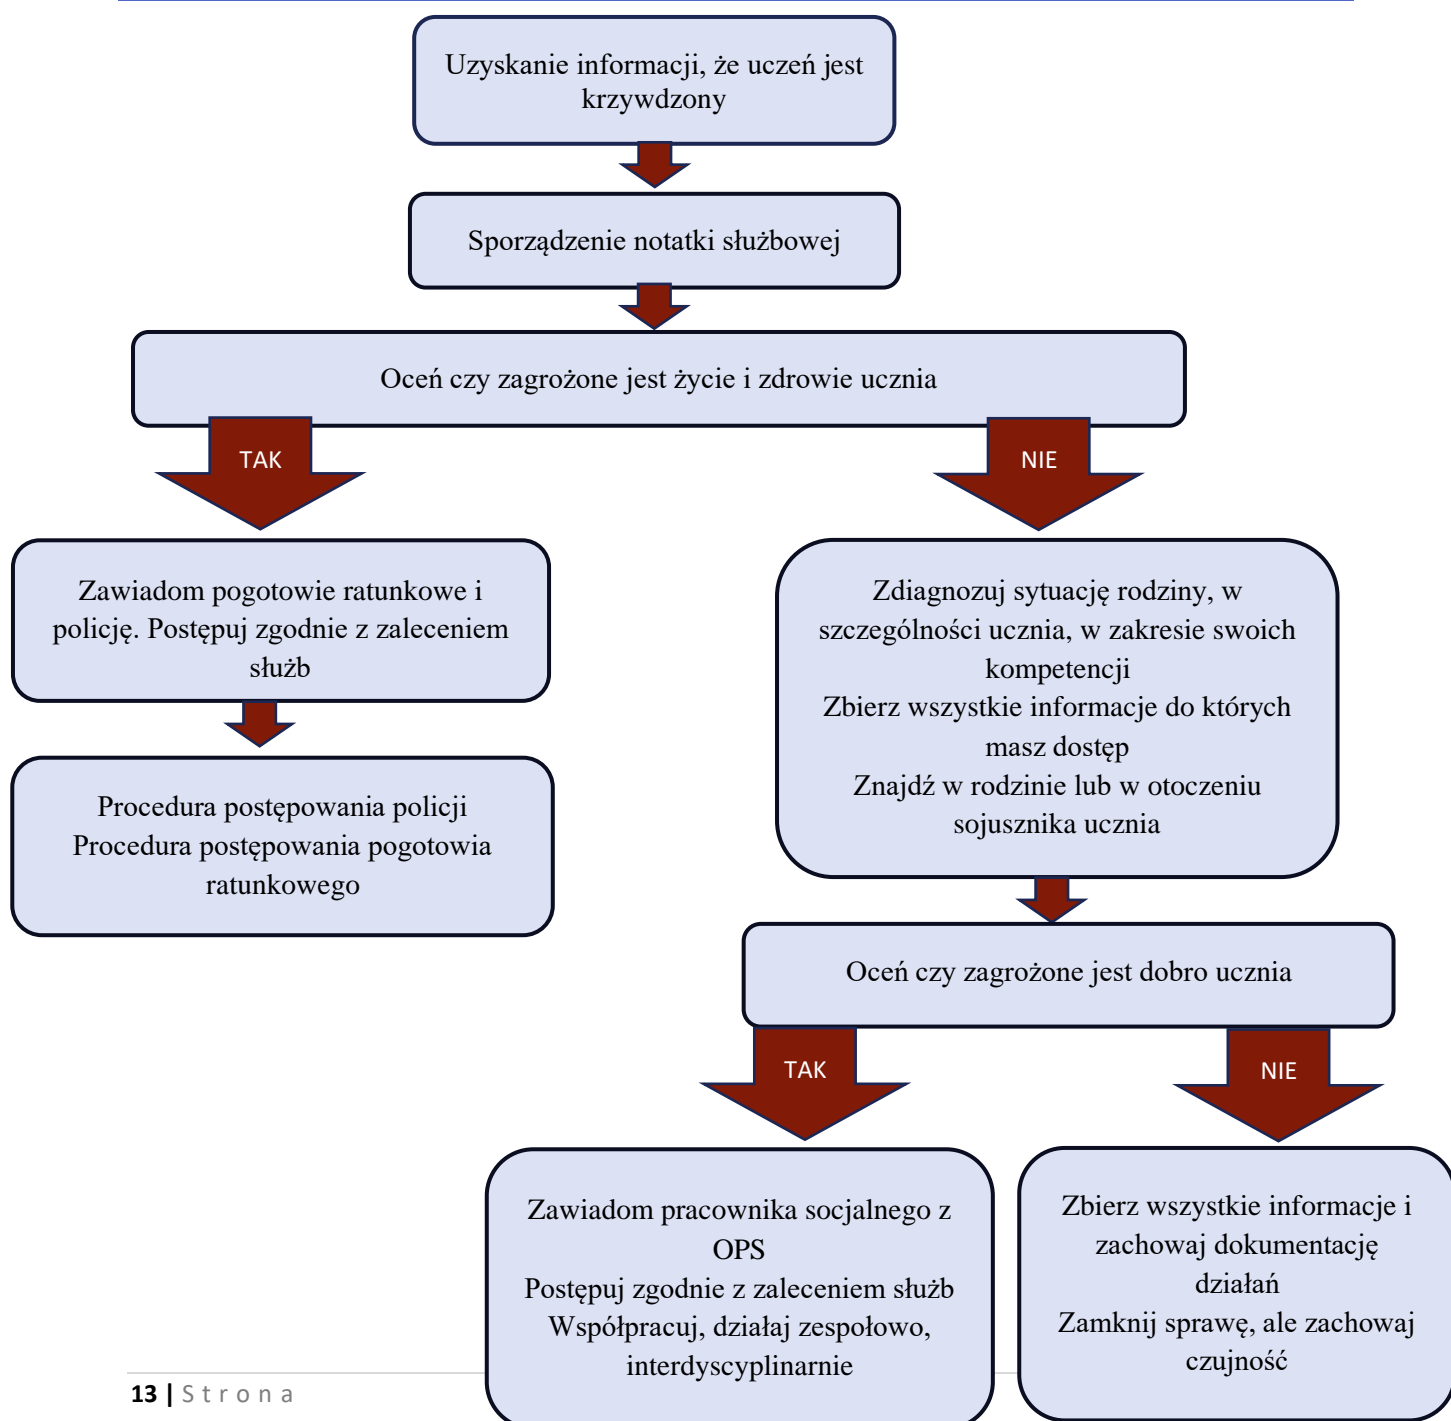 Uzyskanie informacji, że uczeń jest
krzywdzony
Sporządzenie notatki służbowej
Oceń czy zagrożone jest życie i zdrowie ucznia
TAK
NIE
Zawiadom pogotowie ratunkowe i
policję. Postępuj zgodnie z zaleceniem
służb
Procedura postępowania policji
Procedura postępowania pogotowia
ratunkowego
Zdiagnozuj sytuację rodziny, w
szczególności ucznia, w zakresie swoich
kompetencji
Zbierz wszystkie informacje do których
masz dostęp
Znajdź w rodzinie lub w otoczeniu
sojusznika ucznia
Oceń czy zagrożone jest dobro ucznia
TAK
NIE
Zawiadom pracownika socjalnego z
OPS
Postępuj zgodnie z zaleceniem służb
Współpracuj, działaj zespołowo,
interdyscyplinarnie
Zbierz wszystkie informacje i
zachowaj dokumentację
działań
Zamknij sprawę, ale zachowaj
czujność
13 | Strona